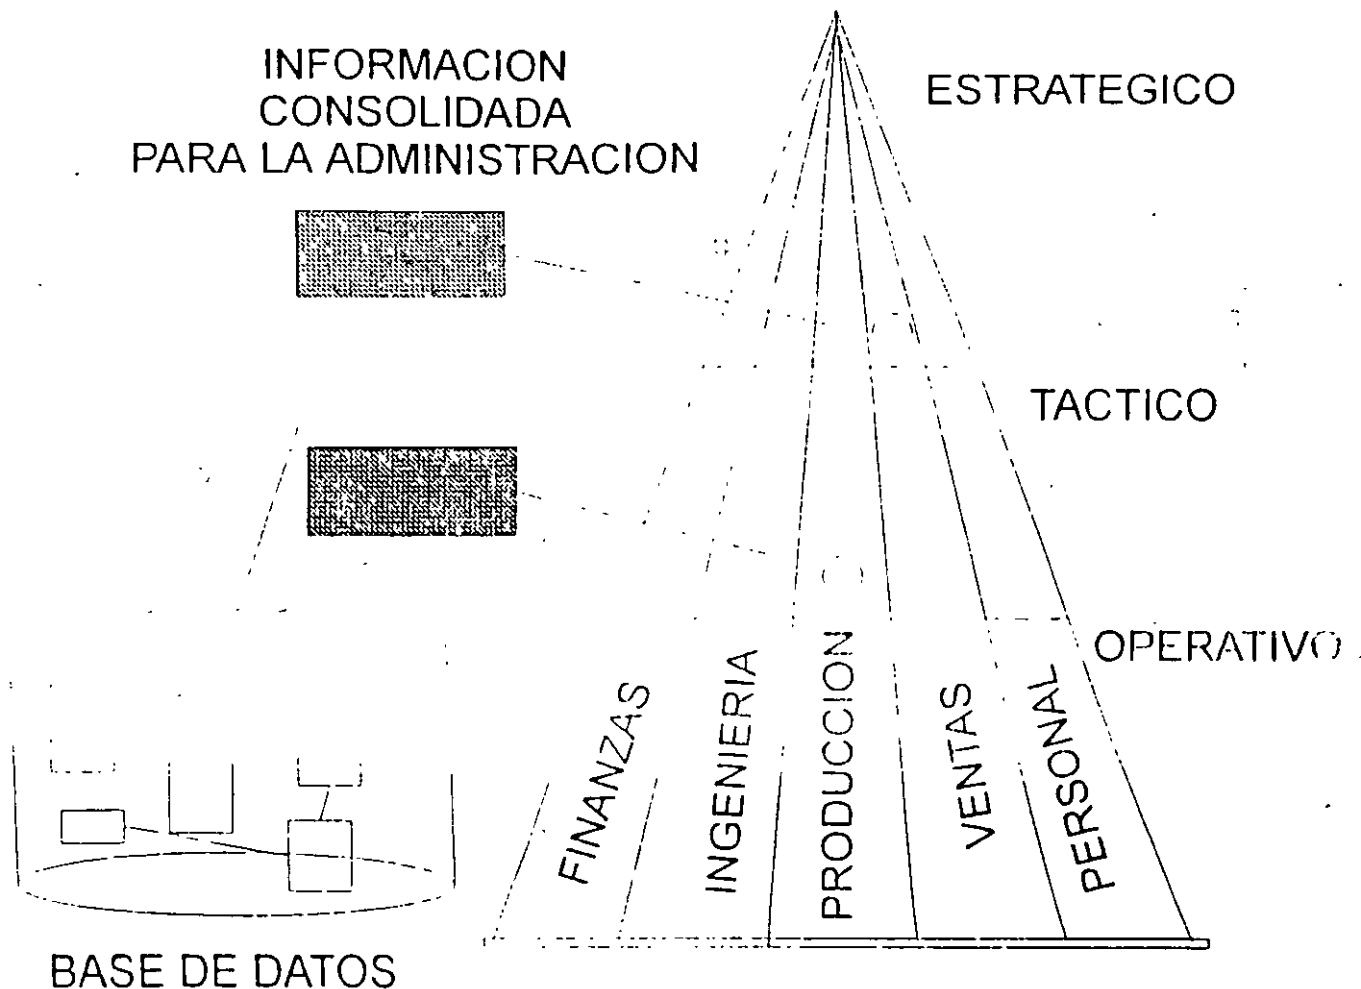 INFORMACION
CONSOLIDADA
PARA LA ADMINISTRACION
ESTRATEGICO
TACTICO
OPERATIVO
FINANZAS
INGENIERIA
PRODUCCION
VENTAS
PERSONAL
BASE DE DATOS